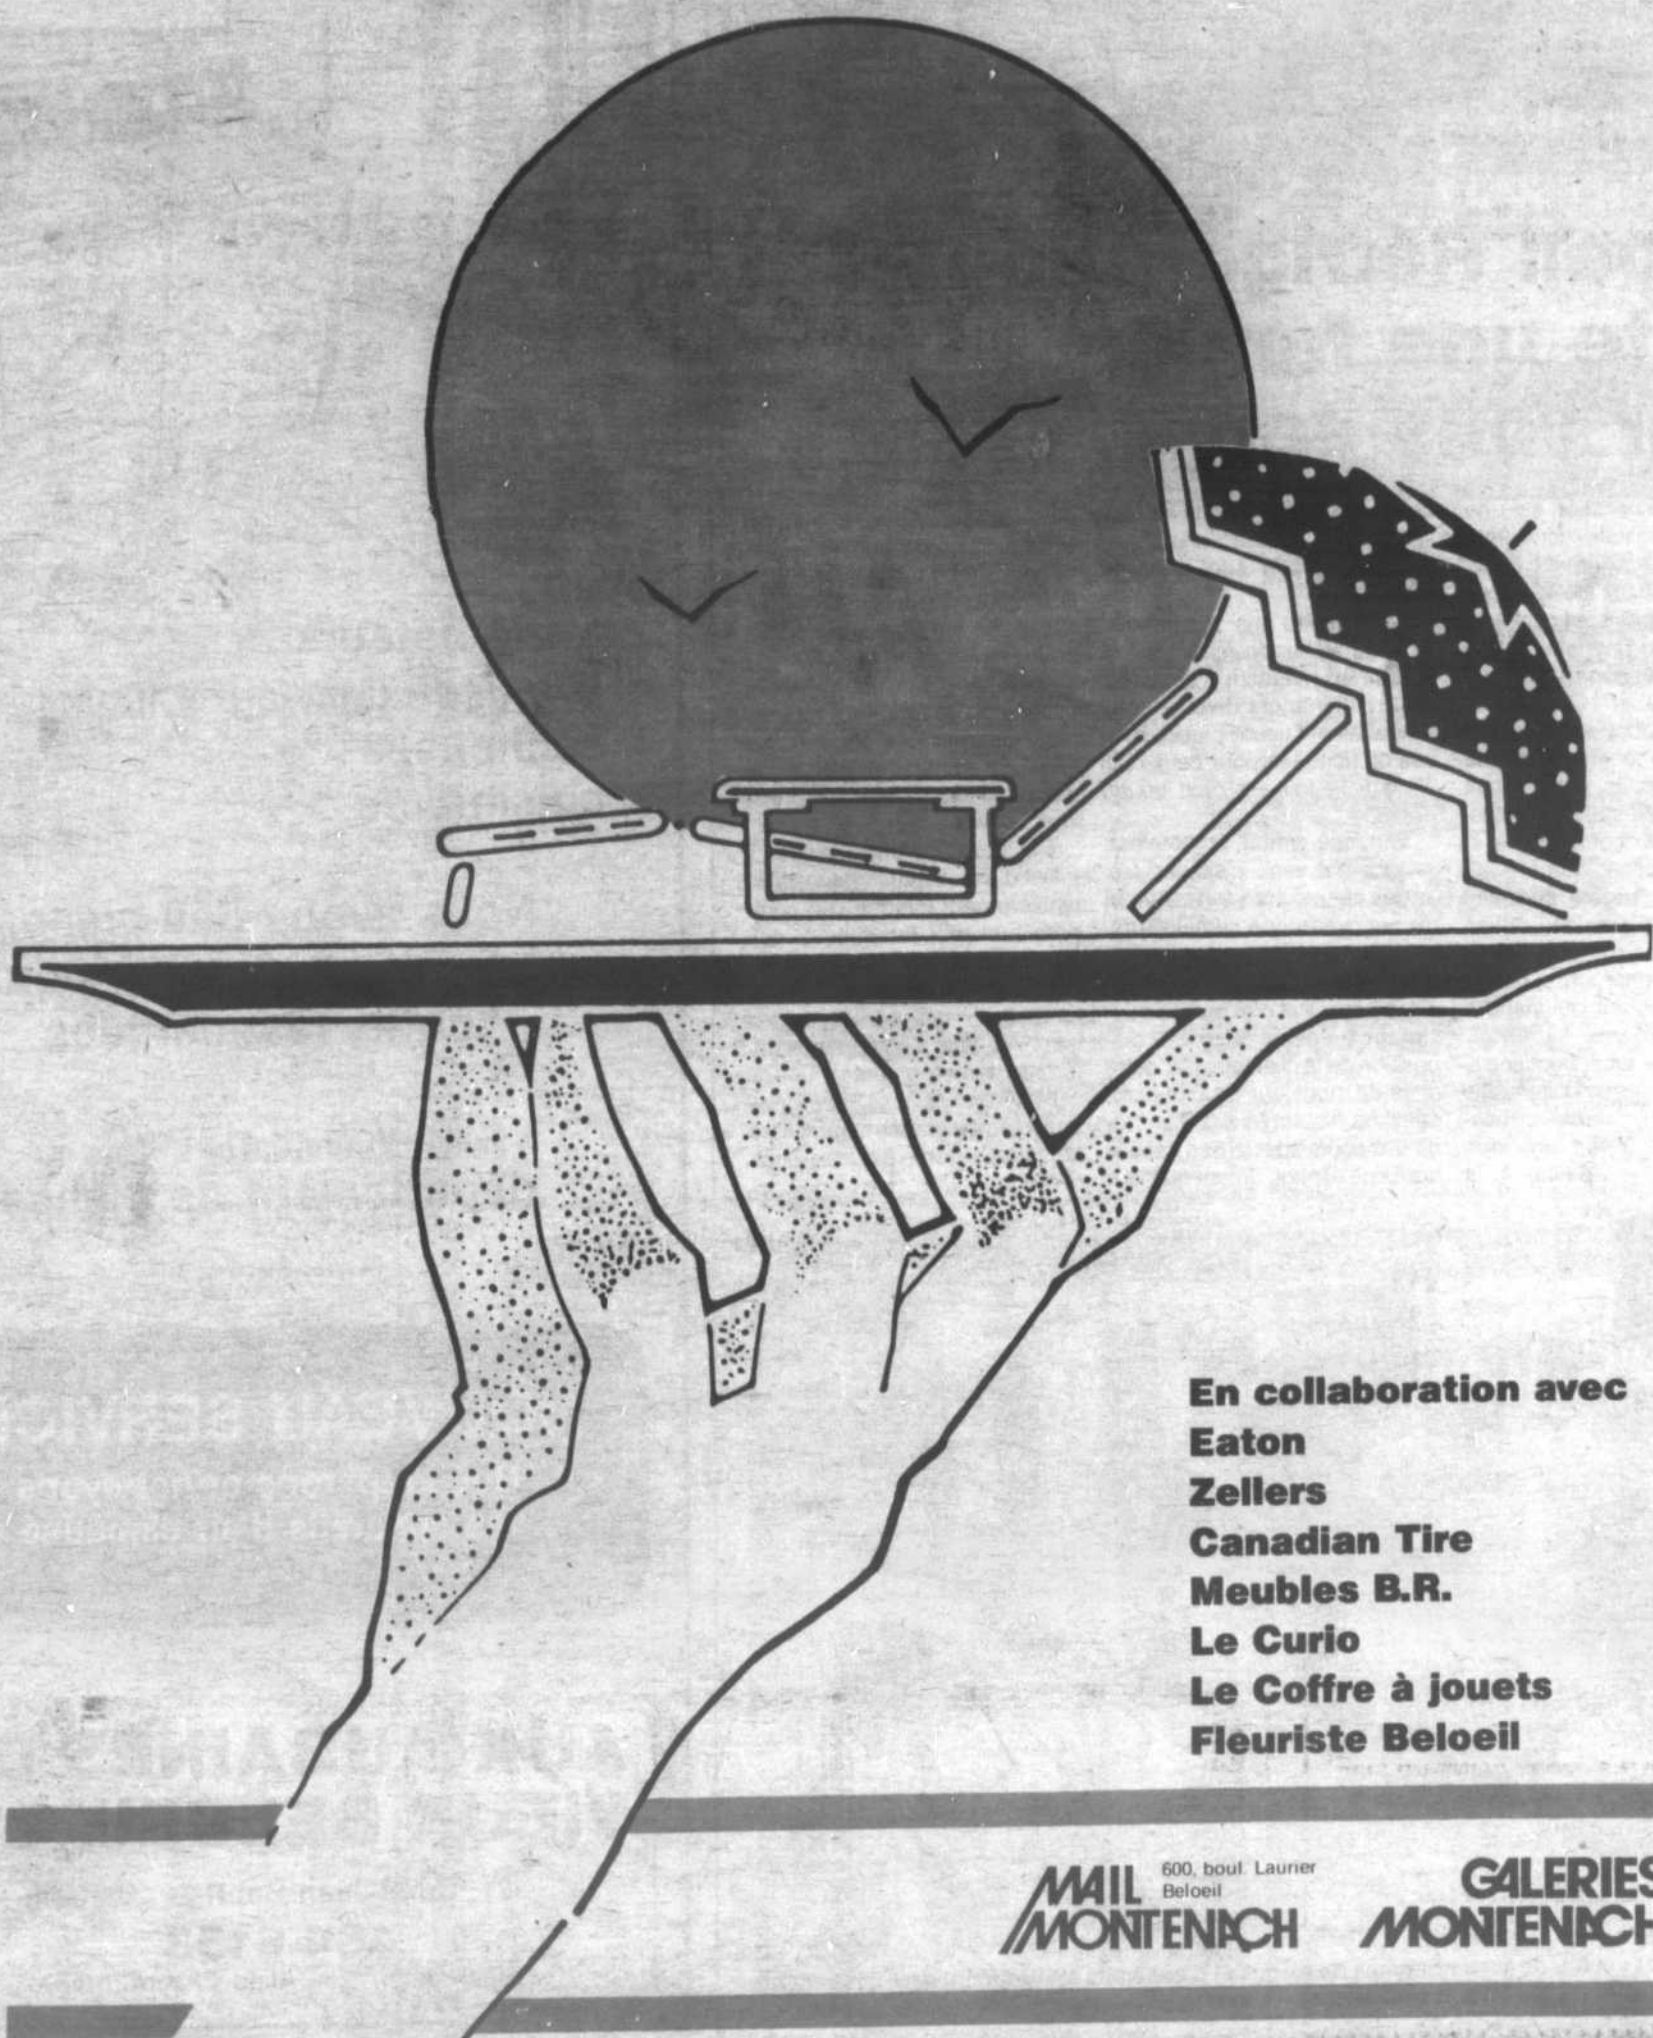 En collaboration avec
Eaton
Zellers
Canadian Tire
Meubles B.R.
Le Curio
Le Coffre à jouets
Fleuriste Beloeil
MAIL
MONTENACH
600, boul. Laurier
Beloeil
GALERIES
MONTENACH